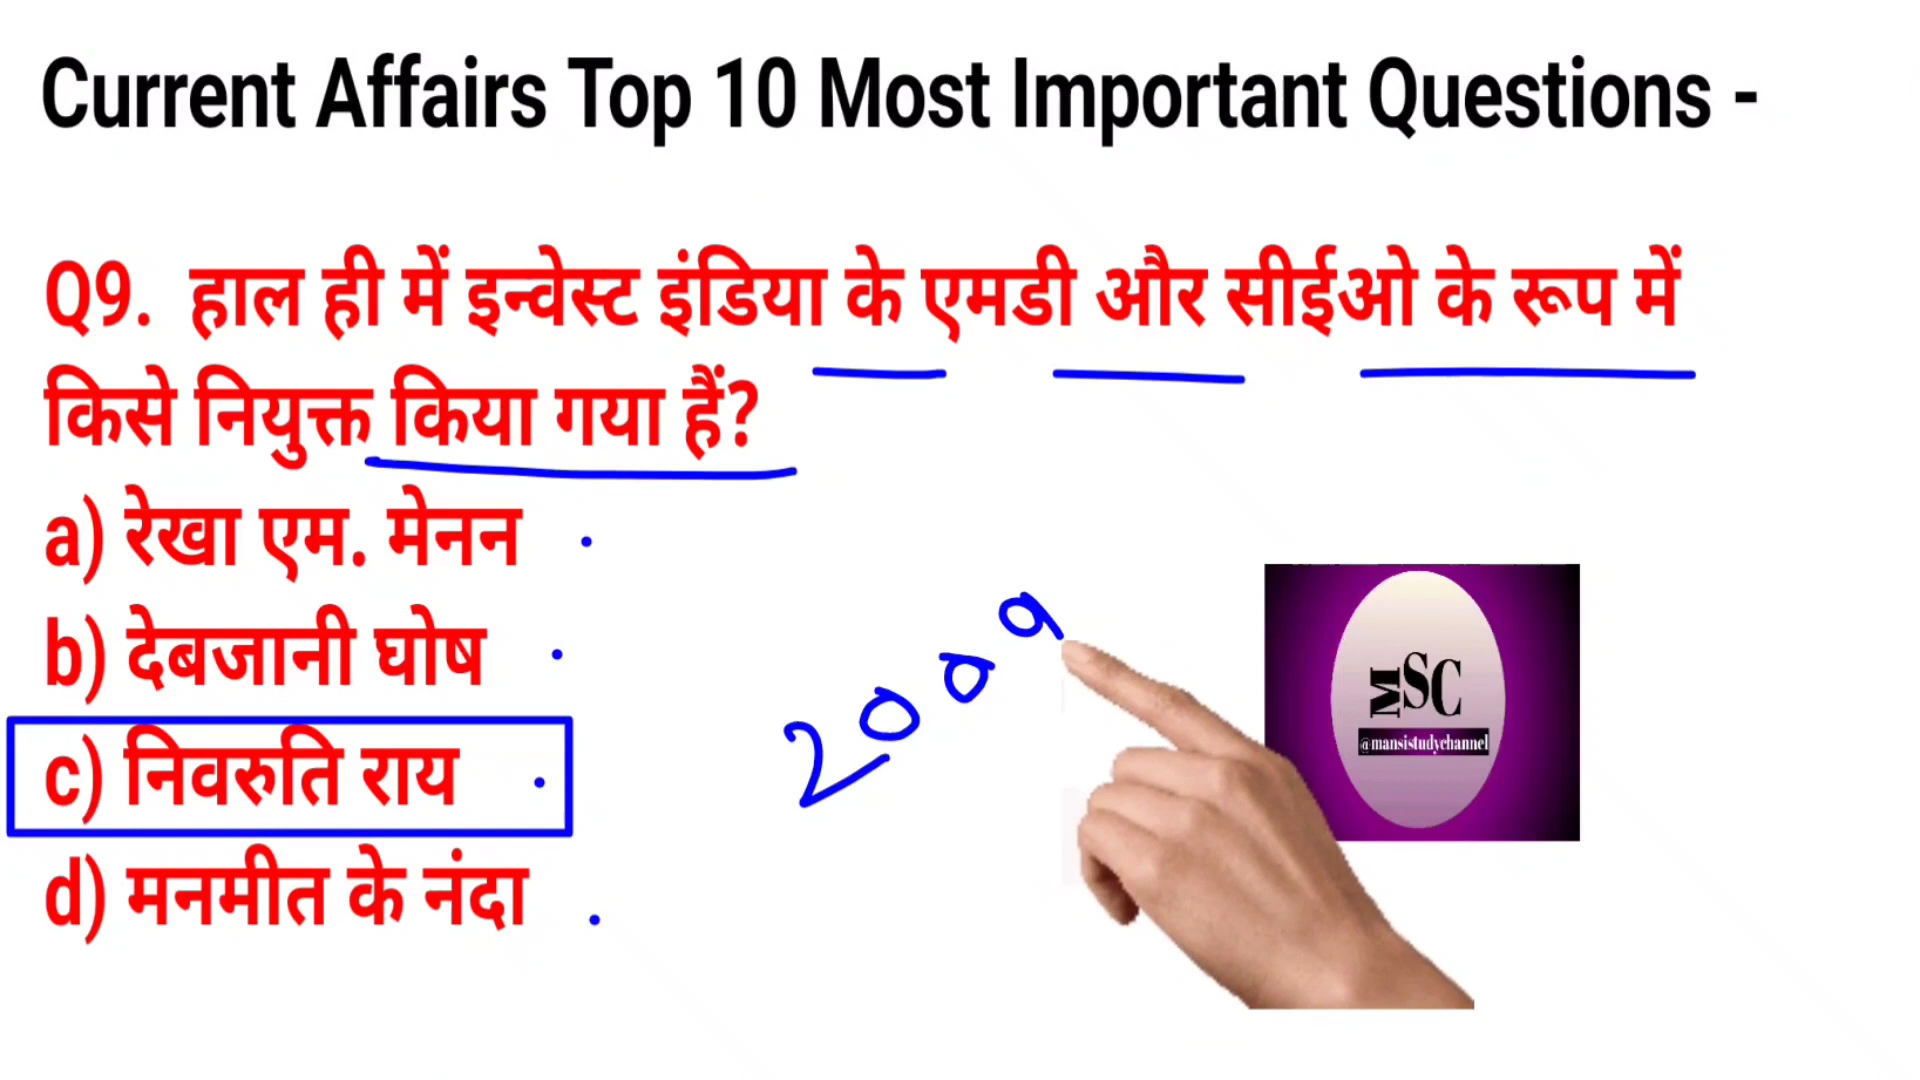 Current Affairs Top 10 Most Important Questions -
Q9. हाल ही में इन्वेस्ट इंडिया के एमडी और सीईओ के रूप में
किसे नियुक्त किया गया हैं?
a) रेखा एम. मेनन
b) देबजानी घोष
c) निवरुति राय
d) मनमीत के नंदा
2009
MSC
@mansistudychannel